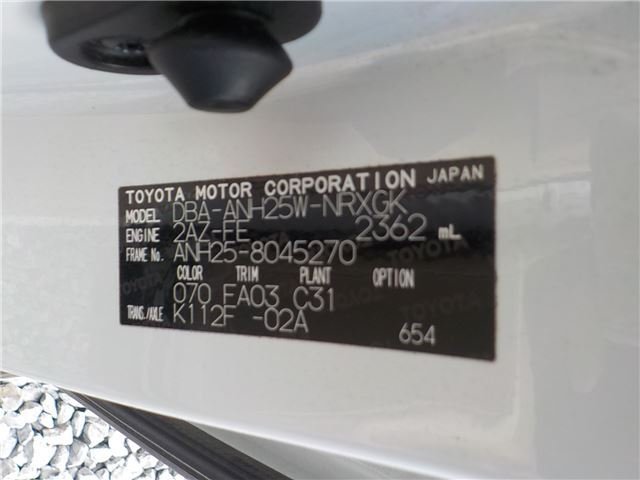 TOYOTA MOTOR CORPORATION JAPAN
MODEL DBA-ANH25W-NRXGK
ENGINE 2AZ-FE 2362 mL
FRAME No. ANH25-8045270
COLOR TRIM PLANT OPTION
070 FA03 C31
TRANS./AXLE K112F -02A
654